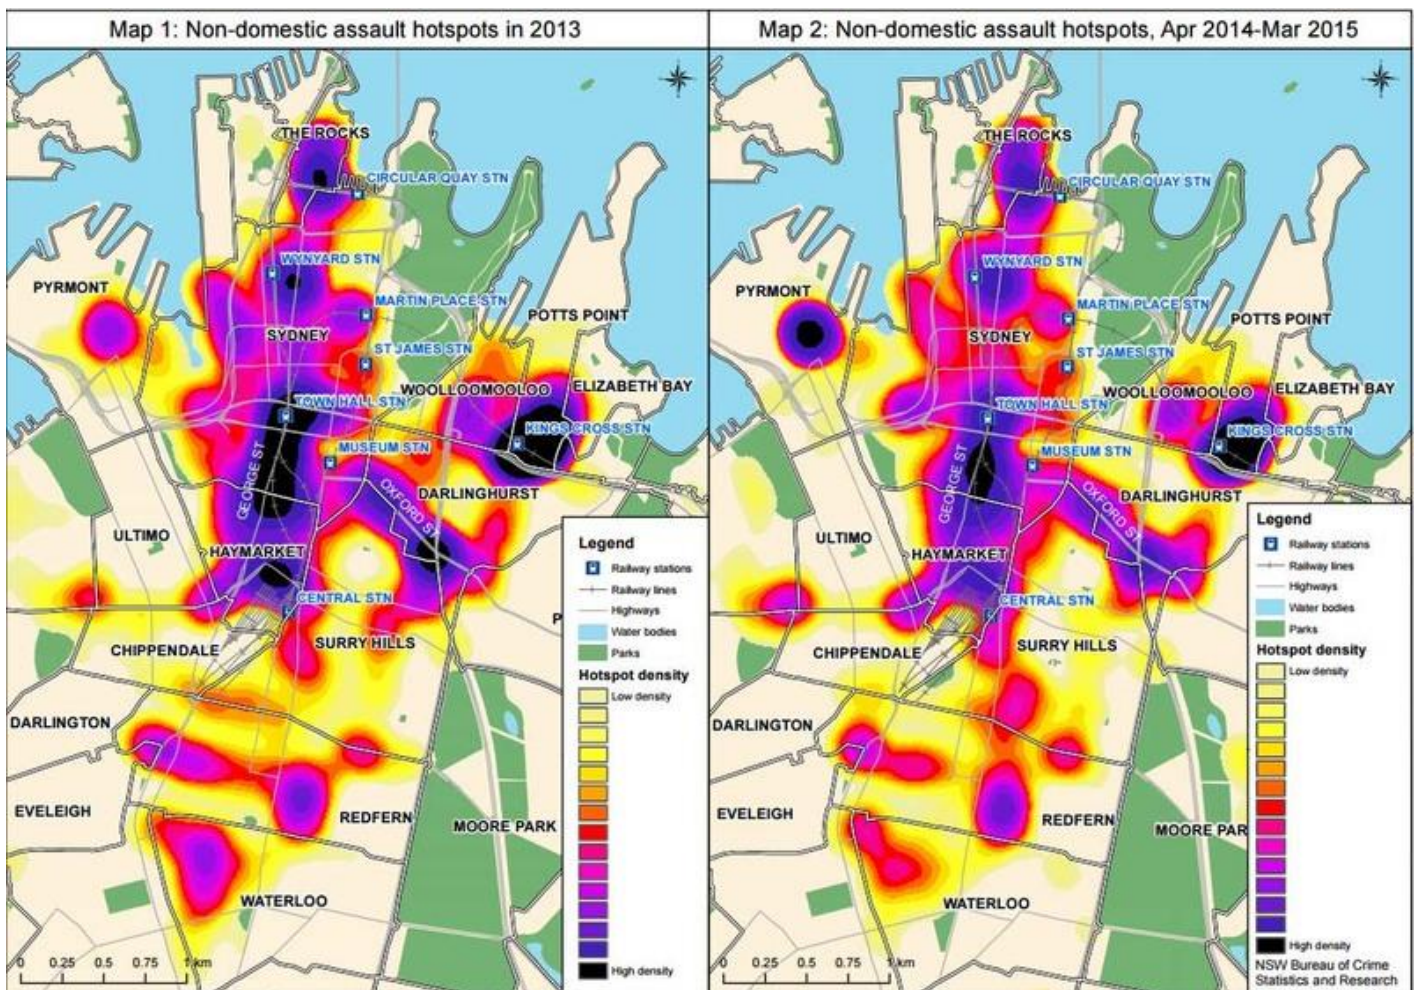 Map 1: Non-domestic assault hotspots in 2013
THE ROCKS
CIRCULAR QUAY STN
WYNYARD STN
PYRMONT
MARTIN PLACE STN
POTTS POINT
SYDNEY
ST JAMES STN
WOOLLOOMOOLOO
ELIZABETH BAY
TOWN HALL STN
KINGS CROSS STN
MUSEUM STN
GEORGE ST
OXFORD ST
DARLINGHURST
ULTIMO
HAYMARKET
CENTRAL STN
P
CHIPPENDALE
SURRY HILLS
DARLINGTON
EVELEIGH
REDFERN
MOORE PARK
WATERLOO
0 0.25 0.5 0.75 1 km
Legend
Railway stations
Railway lines
Highways
Water bodies
Parks
Hotspot density
Low density
High density
Map 2: Non-domestic assault hotspots, Apr 2014-Mar 2015
THE ROCKS
CIRCULAR QUAY STN
WYNYARD STN
PYRMONT
MARTIN PLACE STN
POTTS POINT
SYDNEY
ST JAMES STN
WOOLLOOMOOLOO
ELIZABETH BAY
TOWN HALL STN
KINGS CROSS STN
MUSEUM STN
GEORGE ST
OXFORD ST
DARLINGHURST
ULTIMO
HAYMARKET
CENTRAL STN
CHIPPENDALE
SURRY HILLS
DARLINGTON
EVELEIGH
REDFERN
MOORE PAR
WATERLOO
0 0.25 0.5 0.75 1 km
Legend
Railway stations
Railway lines
Highways
Water bodies
Parks
Hotspot density
Low density
High density
NSW Bureau of Crime
Statistics and Research